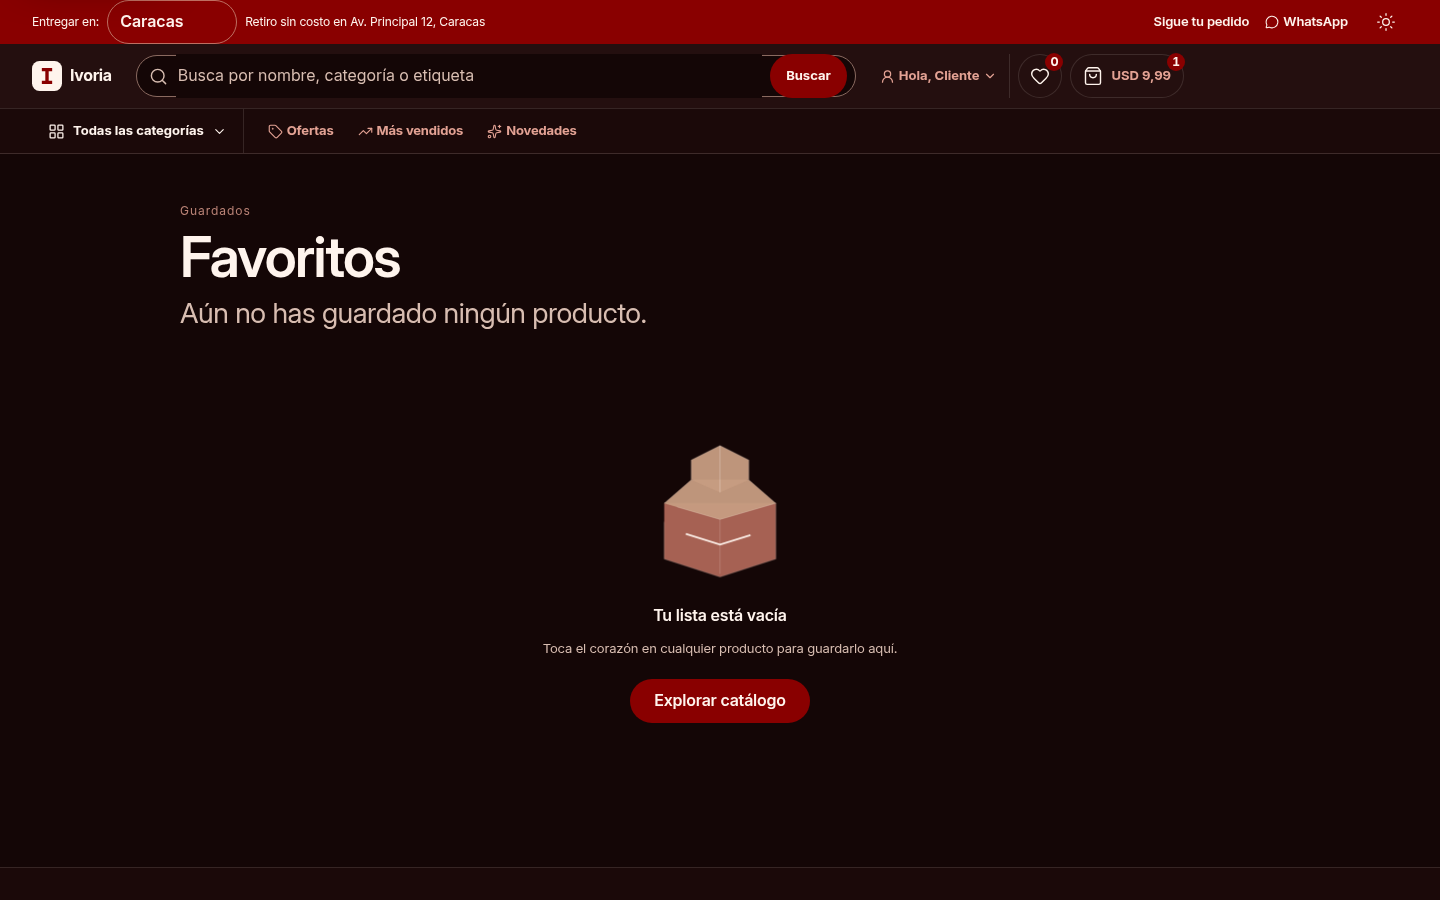 Entregar en: Caracas Retiro sin costo en Av. Principal 12, Caracas Sigue tu pedido WhatsApp
I Ivoria Busca por nombre, categoría o etiqueta Buscar Hola, Cliente 0 USD 9,99 1
Todas las categorías Ofertas Más vendidos Novedades
Guardados
Favoritos
Aún no has guardado ningún producto.
Tu lista está vacía
Toca el corazón en cualquier producto para guardarlo aquí.
Explorar catálogo